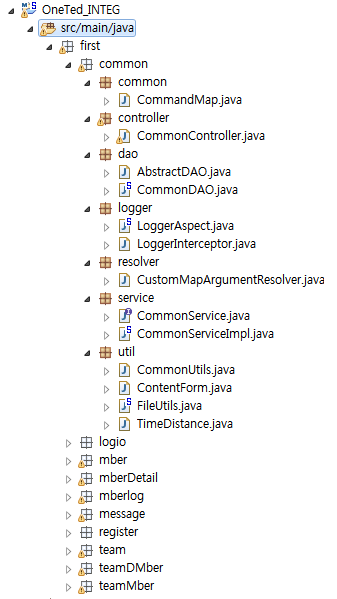 OneTed_INTEG
src/main/java
first
common
common
CommandMap.java
controller
CommonController.java
dao
AbstractDAO.java
CommonDAO.java
logger
LoggerAspect.java
LoggerInterceptor.java
resolver
CustomMapArgumentResolver.java
service
CommonService.java
CommonServiceImpl.java
util
CommonUtils.java
ContentForm.java
FileUtils.java
TimeDistance.java
logio
mber
mberDetail
mberlog
message
register
team
teamDMber
teamMber